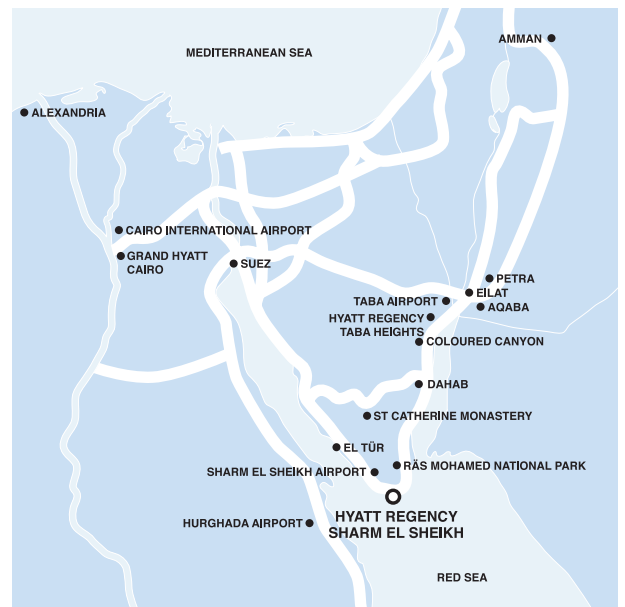 AMMAN
MEDITERRANEAN SEA
ALEXANDRIA
CAIRO INTERNATIONAL AIRPORT
GRAND HYATT
CAIRO
SUEZ
PETRA
EILAT
TABA AIRPORT
AQABA
HYATT REGENCY
TABA HEIGHTS
COLOURED CANYON
DAHAB
ST CATHERINE MONASTERY
EL TÜR
RÄS MOHAMED NATIONAL PARK
SHARM EL SHEIKH AIRPORT
HYATT REGENCY
SHARM EL SHEIKH
HURGHADA AIRPORT
RED SEA